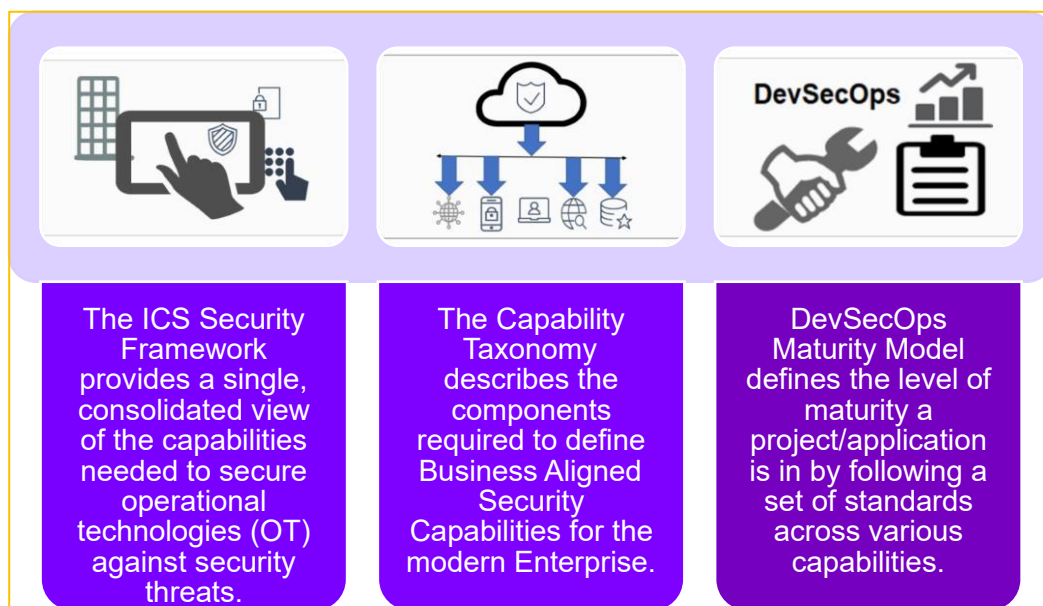 DevSecOps
The ICS Security
Framework
provides a single,
consolidated view
of the capabilities
needed to secure
operational
technologies (OT)
against security
threats.
The Capability
Taxonomy
describes the
components
required to define
Business Aligned
Security
Capabilities for the
modern Enterprise.
DevSecOps
Maturity Model
defines the level of
maturity a
project/application
is in by following a
set of standards
across various
capabilities.